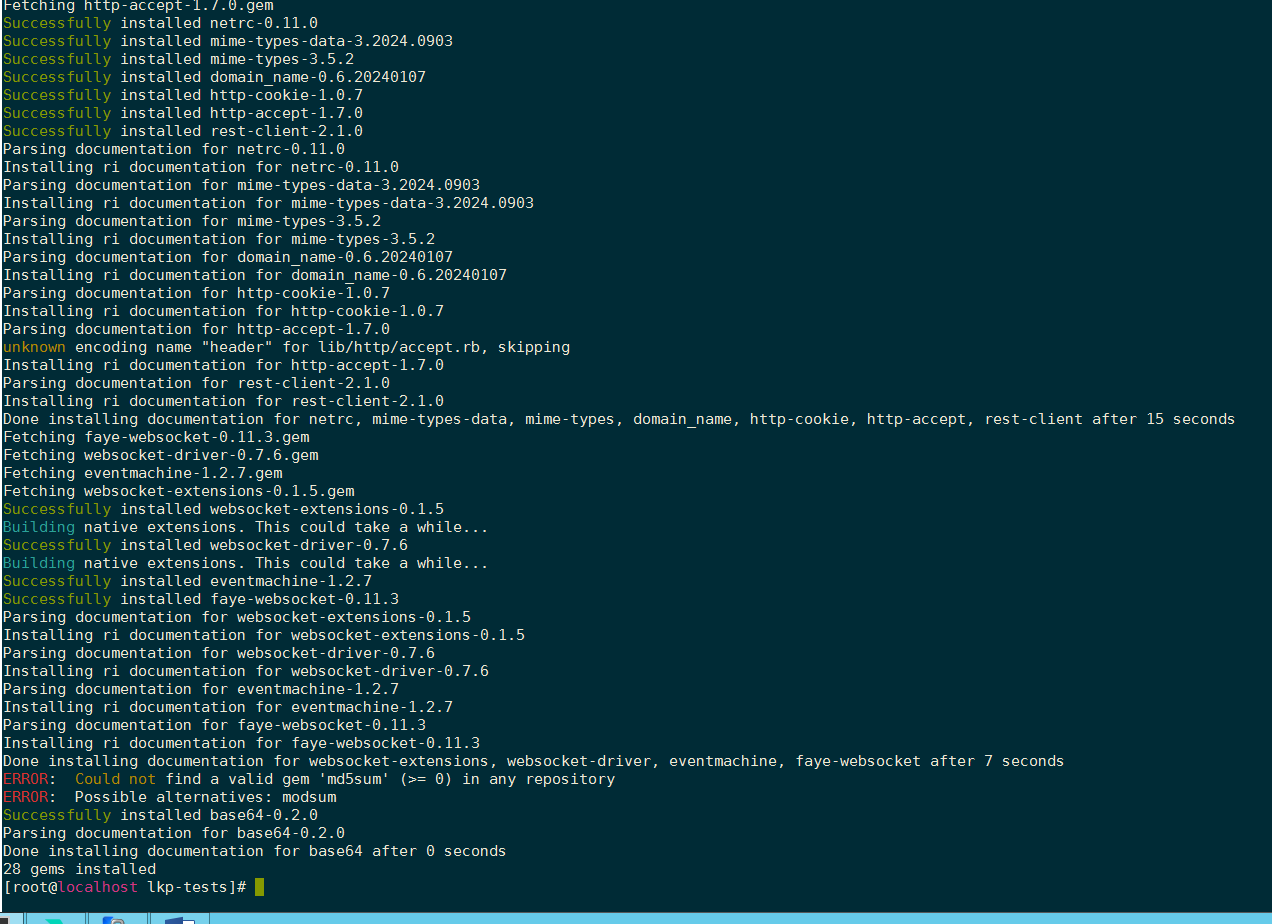 Fetching http-accept-1.7.0.gem
Successfully installed netrc-0.11.0
Successfully installed mime-types-data-3.2024.0903
Successfully installed mime-types-3.5.2
Successfully installed domain_name-0.6.20240107
Successfully installed http-cookie-1.0.7
Successfully installed http-accept-1.7.0
Successfully installed rest-client-2.1.0
Parsing documentation for netrc-0.11.0
Installing ri documentation for netrc-0.11.0
Parsing documentation for mime-types-data-3.2024.0903
Installing ri documentation for mime-types-data-3.2024.0903
Parsing documentation for mime-types-3.5.2
Installing ri documentation for mime-types-3.5.2
Parsing documentation for domain_name-0.6.20240107
Installing ri documentation for domain_name-0.6.20240107
Parsing documentation for http-cookie-1.0.7
Installing ri documentation for http-cookie-1.0.7
Parsing documentation for http-accept-1.7.0
unknown encoding name "header" for lib/http/accept.rb, skipping
Installing ri documentation for http-accept-1.7.0
Parsing documentation for rest-client-2.1.0
Installing ri documentation for rest-client-2.1.0
Done installing documentation for netrc, mime-types-data, mime-types, domain_name, http-cookie, http-accept, rest-client after 15 seconds
Fetching faye-websocket-0.11.3.gem
Fetching websocket-driver-0.7.6.gem
Fetching eventmachine-1.2.7.gem
Fetching websocket-extensions-0.1.5.gem
Successfully installed websocket-extensions-0.1.5
Building native extensions. This could take a while...
Successfully installed websocket-driver-0.7.6
Building native extensions. This could take a while...
Successfully installed eventmachine-1.2.7
Successfully installed faye-websocket-0.11.3
Parsing documentation for websocket-extensions-0.1.5
Installing ri documentation for websocket-extensions-0.1.5
Parsing documentation for websocket-driver-0.7.6
Installing ri documentation for websocket-driver-0.7.6
Parsing documentation for eventmachine-1.2.7
Installing ri documentation for eventmachine-1.2.7
Parsing documentation for faye-websocket-0.11.3
Installing ri documentation for faye-websocket-0.11.3
Done installing documentation for websocket-extensions, websocket-driver, eventmachine, faye-websocket after 7 seconds
ERROR:  Could not find a valid gem 'md5sum' (>= 0) in any repository
ERROR:  Possible alternatives: modsum
Successfully installed base64-0.2.0
Parsing documentation for base64-0.2.0
Done installing documentation for base64 after 0 seconds
28 gems installed
[root@localhost lkp-tests]#